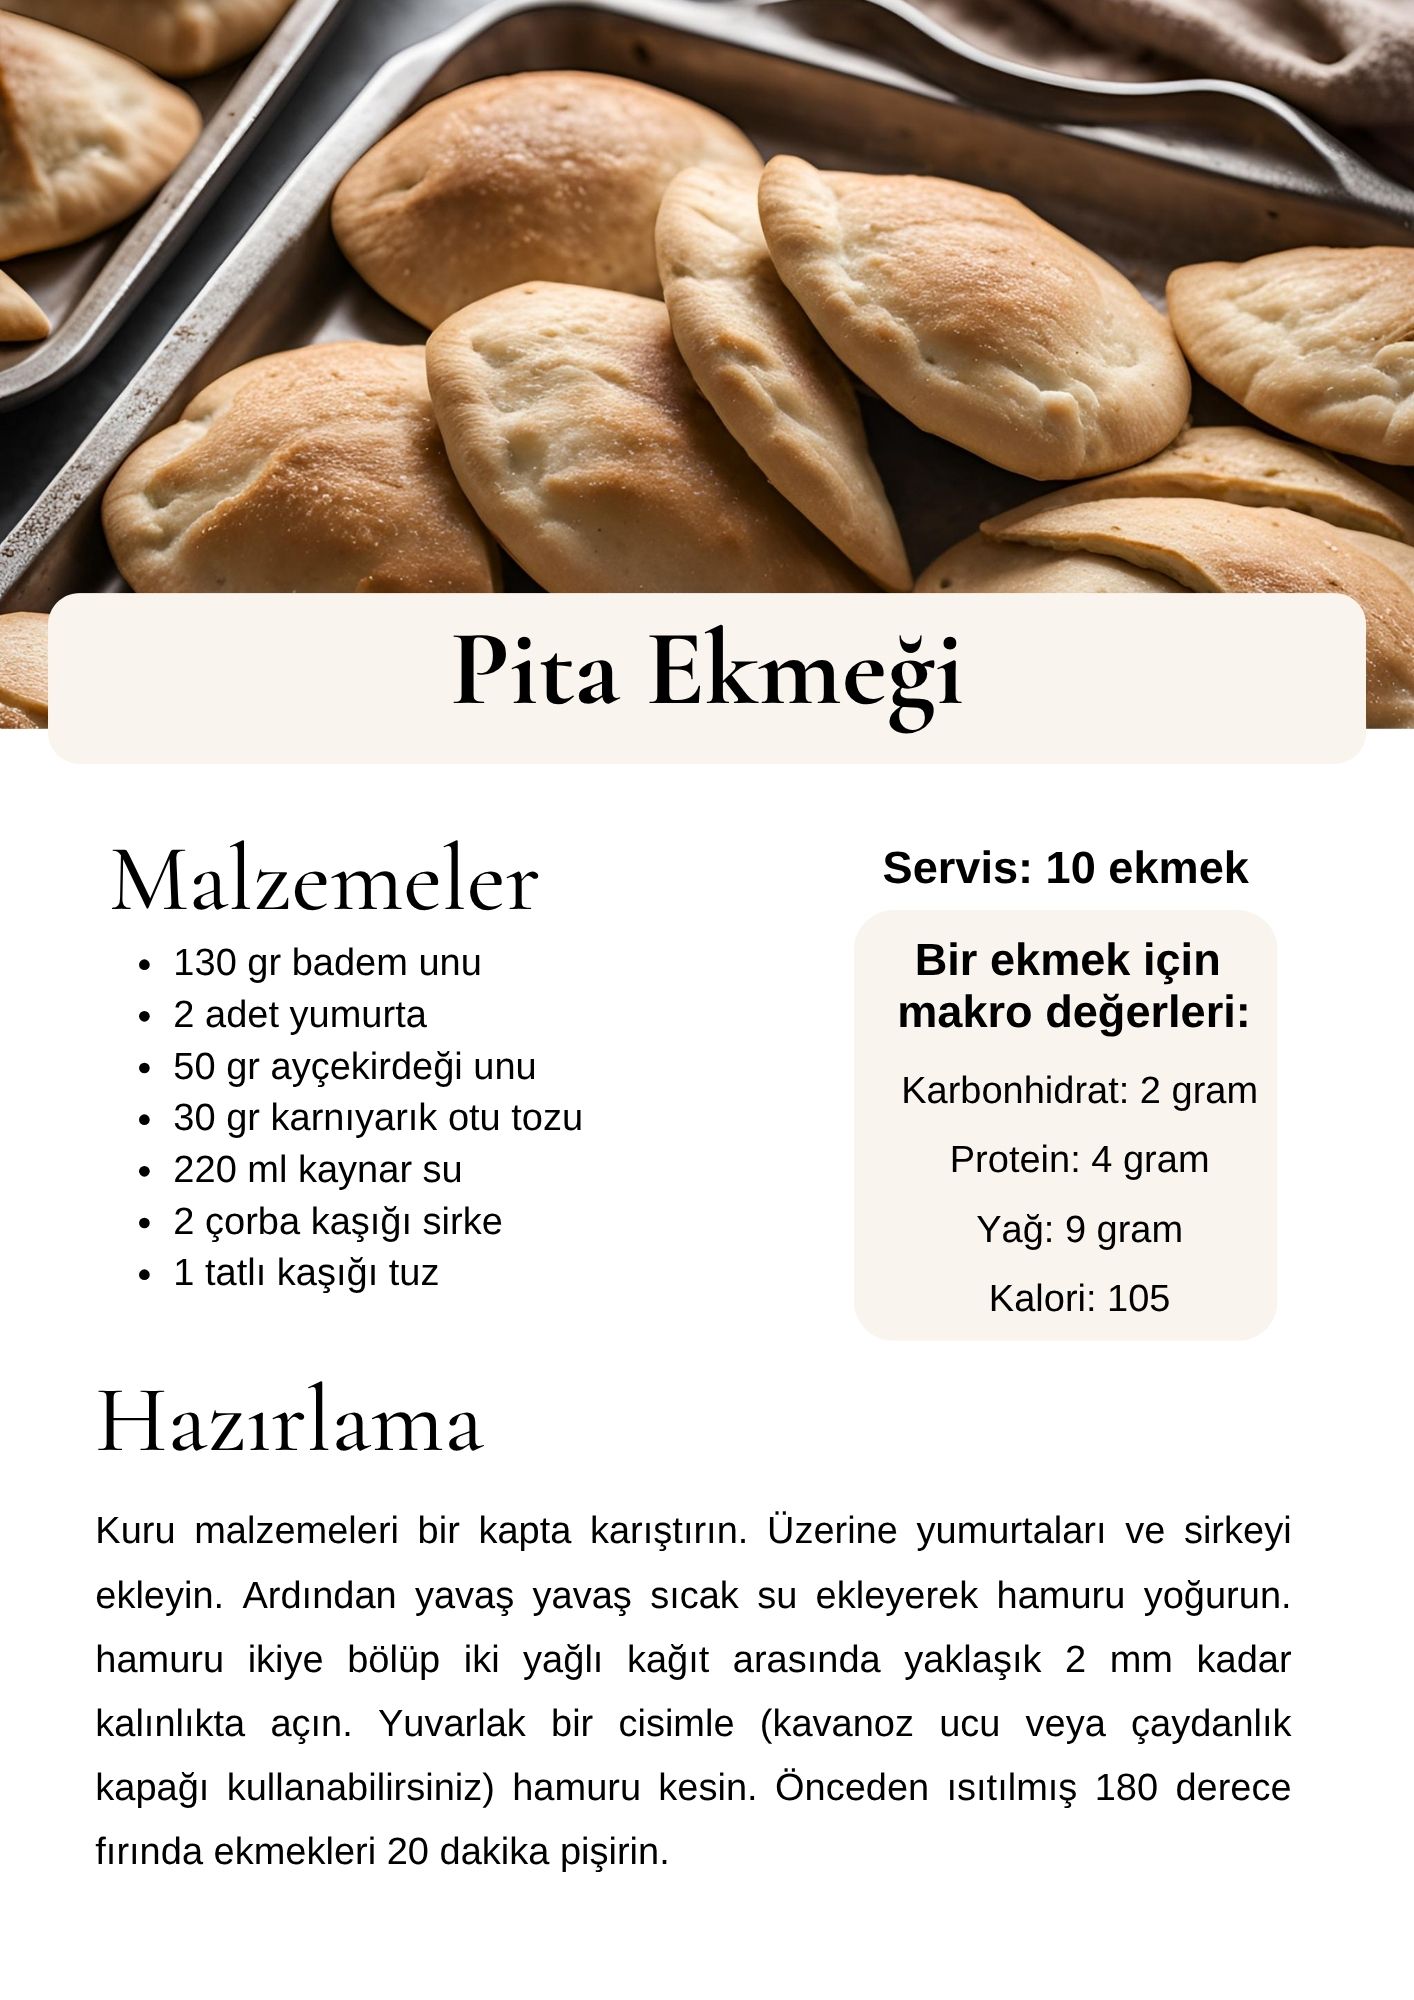 Pita Ekmeği
Malzemeler
130 gr badem unu
2 adet yumurta
50 gr ayçekirdeği unu
30 gr karnıyarık otu tozu
220 ml kaynar su
2 çorba kaşığı sirke
1 tatlı kaşığı tuz
Servis: 10 ekmek
Bir ekmek için
makro değerleri:
Karbonhidrat: 2 gram
Protein: 4 gram
Yağ: 9 gram
Kalori: 105
Hazırlama
Kuru malzemeleri bir kapta karıştırın. Üzerine yumurtaları ve sirkeyi
ekleyin. Ardından yavaş yavaş sıcak su ekleyerek hamuru yoğurun.
hamuru ikiye bölüp iki yağlı kağıt arasında yaklaşık 2 mm kadar
kalınlıkta açın. Yuvarlak bir cisimle (kavanoz ucu veya çaydanlık
kapağı kullanabilirsiniz) hamuru kesin. Önceden ısıtılmış 180 derece
fırında ekmekleri 20 dakika pişirin.